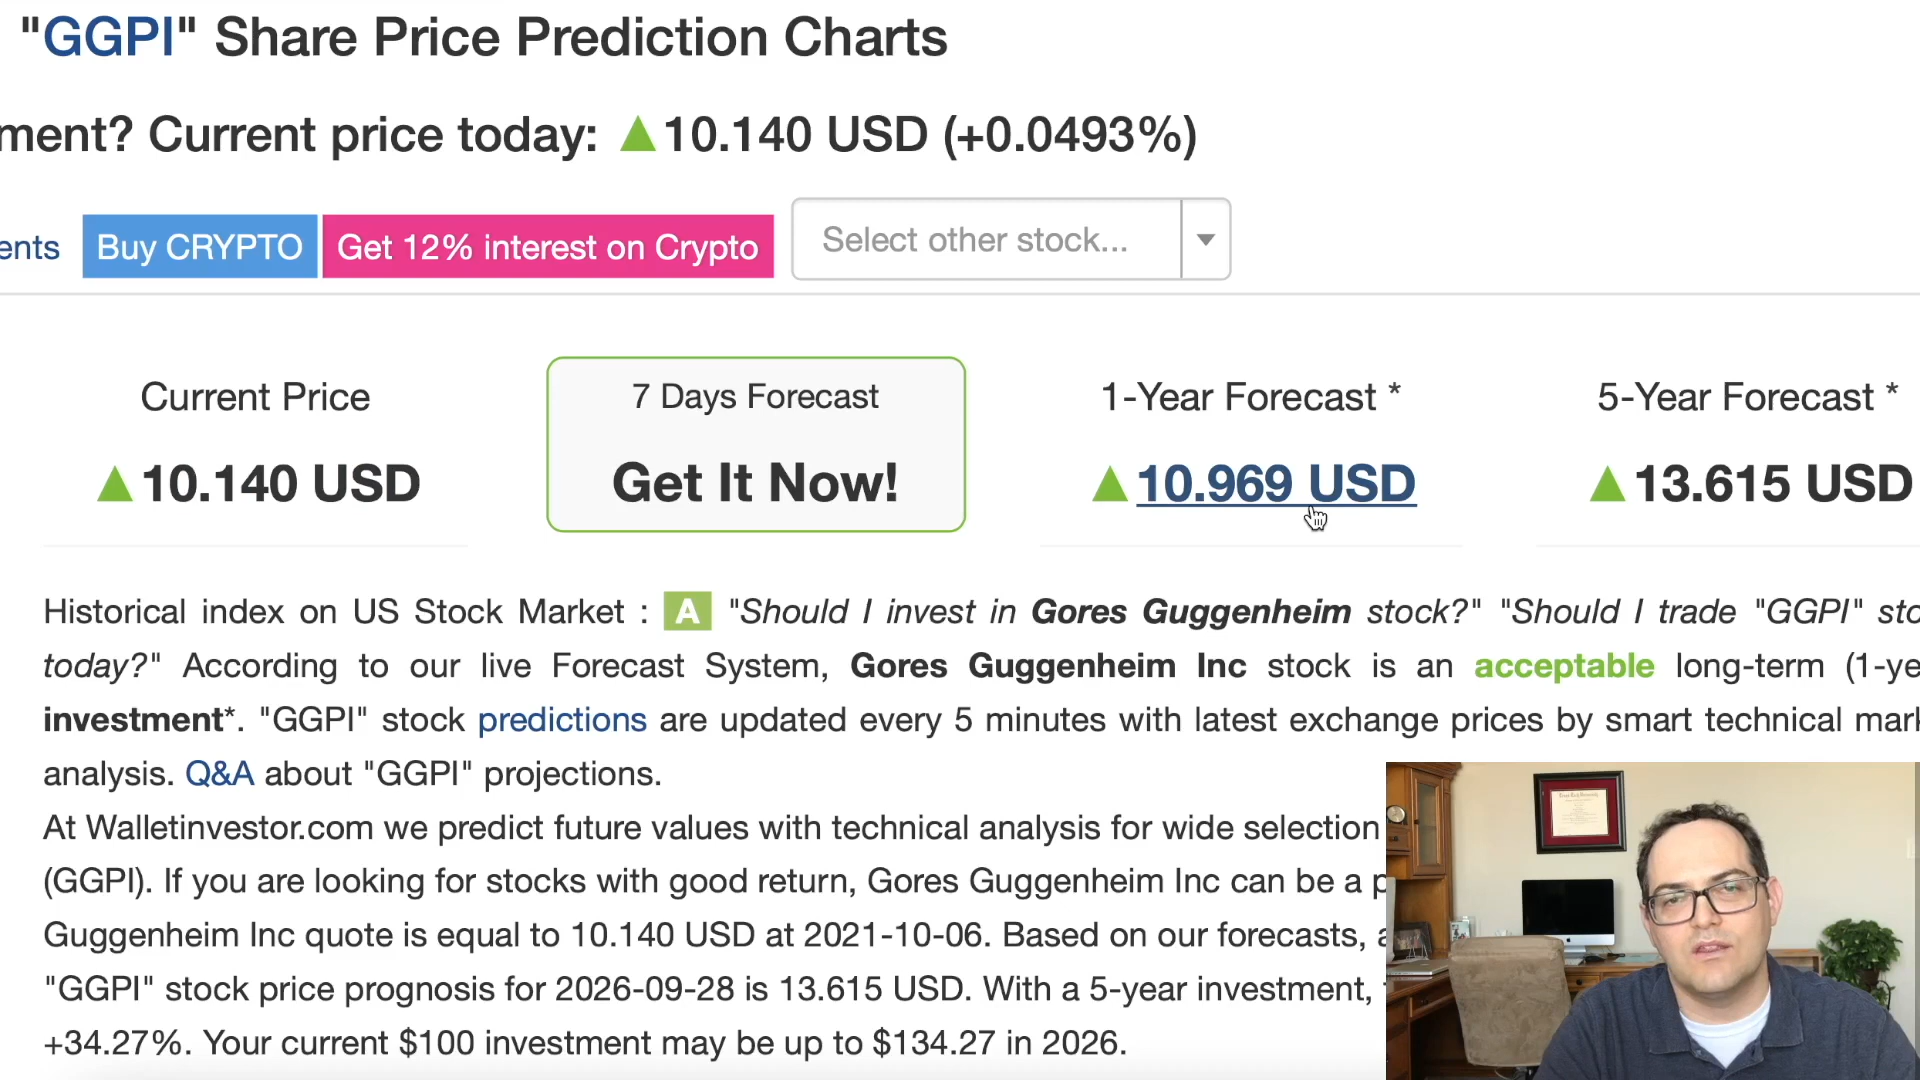 "GGPI" Share Price Prediction Charts
ment? Current price today: ▲10.140 USD (+0.0493%)
ents Buy CRYPTO Get 12% interest on Crypto Select other stock...
Current Price 7 Days Forecast 1-Year Forecast * 5-Year Forecast *
▲10.140 USD Get It Now! ▲10.969 USD ▲13.615 USD
Historical index on US Stock Market : A "Should I invest in Gores Guggenheim stock?" "Should I trade "GGPI" sto
today?" According to our live Forecast System, Gores Guggenheim Inc stock is an acceptable long-term (1-ye
investment*. "GGPI" stock predictions are updated every 5 minutes with latest exchange prices by smart technical mark
analysis. Q&A about "GGPI" projections.
At Walletinvestor.com we predict future values with technical analysis for wide selection
(GGPI). If you are looking for stocks with good return, Gores Guggenheim Inc can be a p
Guggenheim Inc quote is equal to 10.140 USD at 2021-10-06. Based on our forecasts, a
"GGPI" stock price prognosis for 2026-09-28 is 13.615 USD. With a 5-year investment,
+34.27%. Your current $100 investment may be up to $134.27 in 2026.